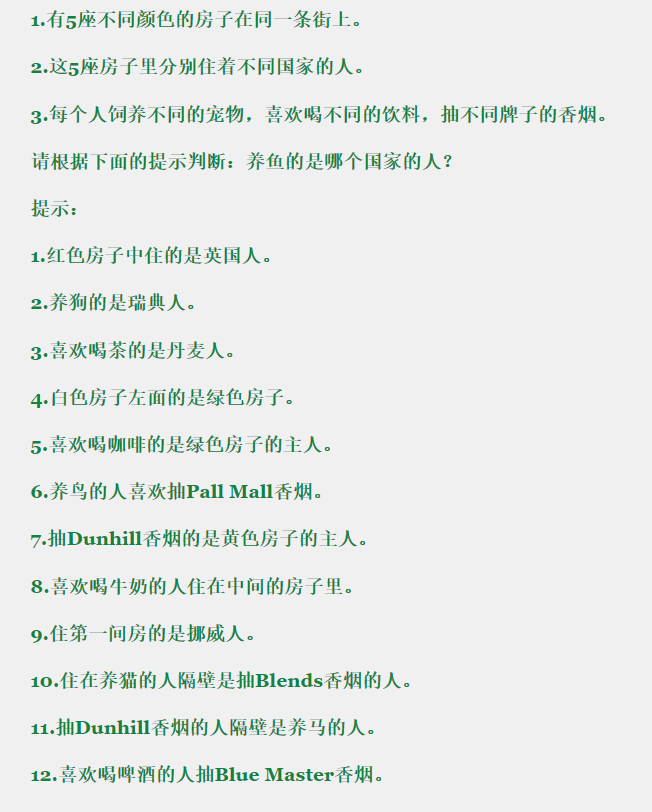 1.有5座不同颜色的房子在同一条街上。
2.这5座房子里分别住着不同国家的人。
3.每个人饲养不同的宠物，喜欢喝不同的饮料，抽不同牌子的香烟。
请根据下面的提示判断：养鱼的是哪个国家的人？
提示：
1.红色房子中住的是英国人。
2.养狗的是瑞典人。
3.喜欢喝茶的是丹麦人。
4.白色房子左面的是绿色房子。
5.喜欢喝咖啡的是绿色房子的主人。
6.养鸟的人喜欢抽Pall Mall香烟。
7.抽Dunhill香烟的是黄色房子的主人。
8.喜欢喝牛奶的人住在中间的房子里。
9.住第一间房的是挪威人。
10.住在养猫的人隔壁是抽Blends香烟的人。
11.抽Dunhill香烟的人隔壁是养马的人。
12.喜欢喝啤酒的人抽Blue Master香烟。